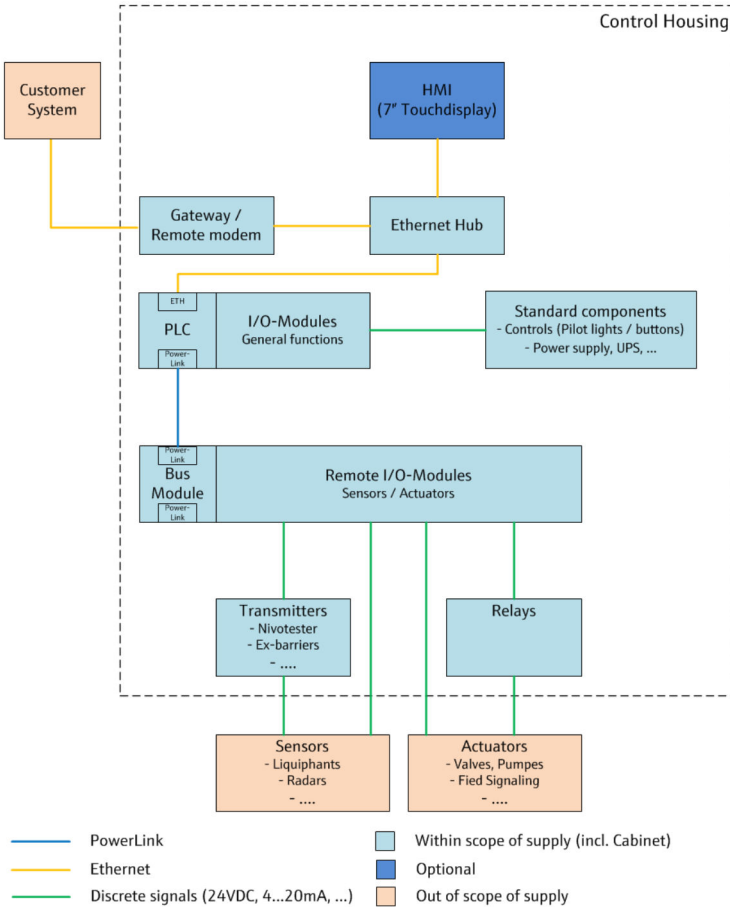 Control Housing
Customer
System
HMI
(7" Touchdisplay)
Gateway /
Remote modem
Ethernet Hub
ETH
PLC
Power-
Link
I/O-Modules
General functions
Standard components
- Controls (Pilot lights / buttons)
- Power supply, UPS, ...
Power-
Link
Bus
Module
Power-
Link
Remote I/O-Modules
Sensors / Actuators
Transmitters
- Nivotester
- Ex-barriers
- ....
Relays
Sensors
- Liquiphants
- Radars
- ....
Actuators
- Valves, Pumpes
- Fied Signaling
- ....
PowerLink
Ethernet
Discrete signals (24VDC, 4...20mA, ...)
Within scope of supply (incl. Cabinet)
Optional
Out of scope of supply